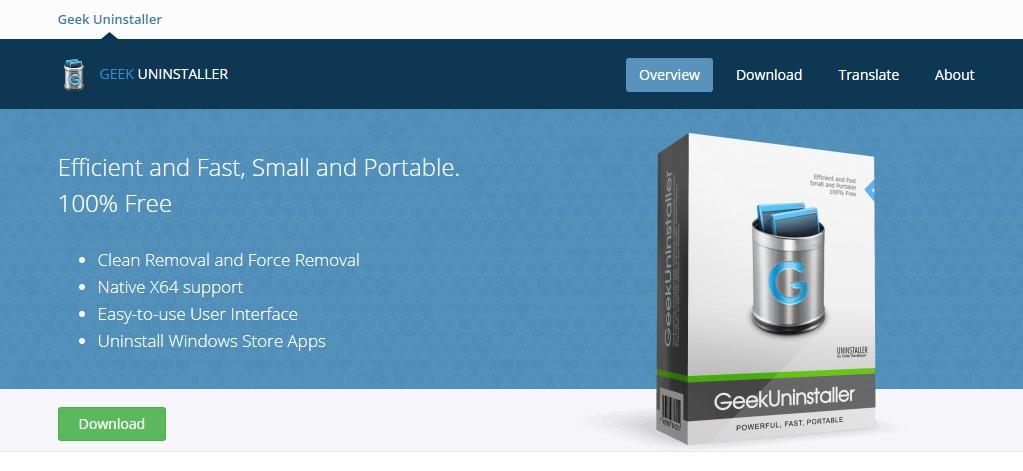 Geek Uninstaller
GEEK UNINSTALLER
Overview
Download
Translate
About
Efficient and Fast, Small and Portable.
100% Free
Clean Removal and Force Removal
Native X64 support
Easy-to-use User Interface
Uninstall Windows Store Apps
Download
GeekUninstaller
Efficient and Fast
Small and Portable
100% Free
G
UNINSTALLER
GeekUninstaller
POWERFUL, FAST, PORTABLE